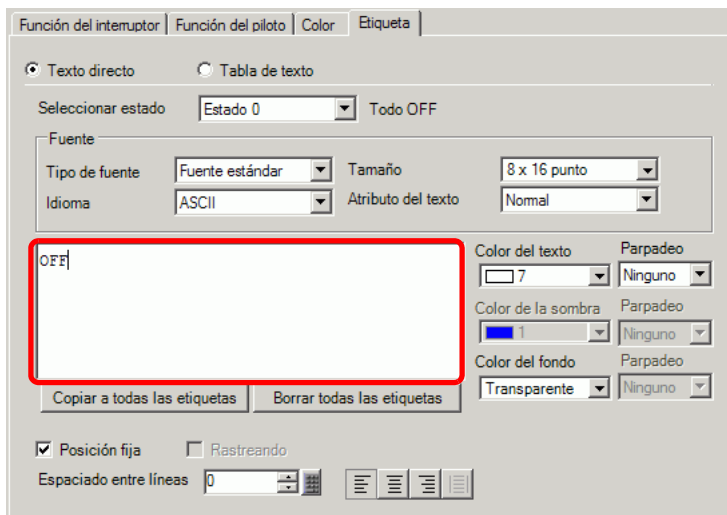 Función del interruptor Función del piloto Color Etiqueta
Texto directo Tabla de texto
Seleccionar estado Estado 0 Todo OFF
Fuente
Tipo de fuente Fuente estándar Tamaño 8 x 16 punto
Idioma ASCII Atributo del texto Normal
OFF
Color del texto Parpadeo
7 Ninguno
Color de la sombra Parpadeo
1 Ninguno
Color del fondo Parpadeo
Transparente Ninguno
Copiar a todas las etiquetas Borrar todas las etiquetas
Posición fija Rastreando
Espaciado entre líneas 0